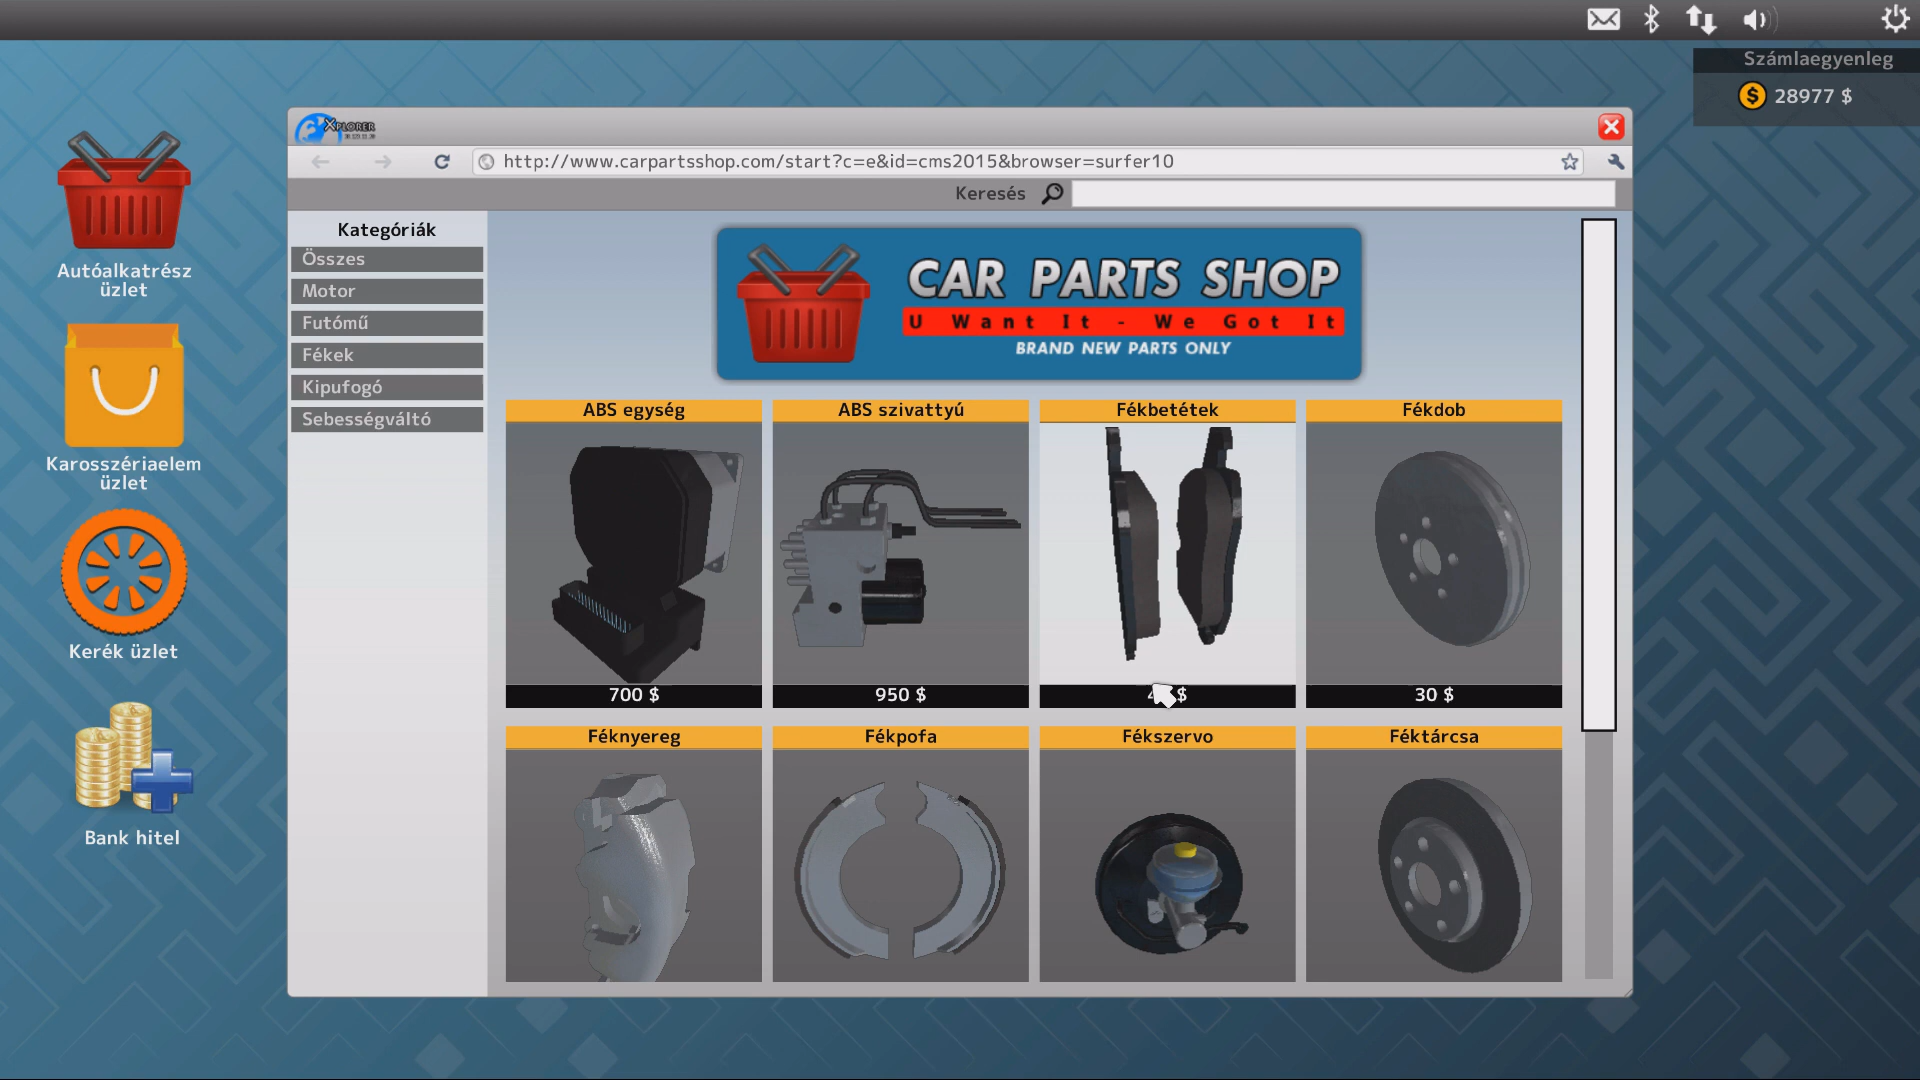 Számlaegyenleg
28977 $
XPLORER
http://www.carpartsshop.com/start?c=e&id=cms2015&browser=surfer10
Keresés
Kategóriák
Összes
Motor
Futómű
Fékek
Kipufogó
Sebességváltó
Autóalkatrész
üzlet
Karosszériaelem
üzlet
Kerék üzlet
Bank hitel
CAR PARTS SHOP
U Want It - We Got It
BRAND NEW PARTS ONLY
ABS egység
ABS szivattyú
Fékbetétek
Fékdob
700 $
950 $
$
30 $
Féknyereg
Fékpofa
Fékszervo
Féktárcsa